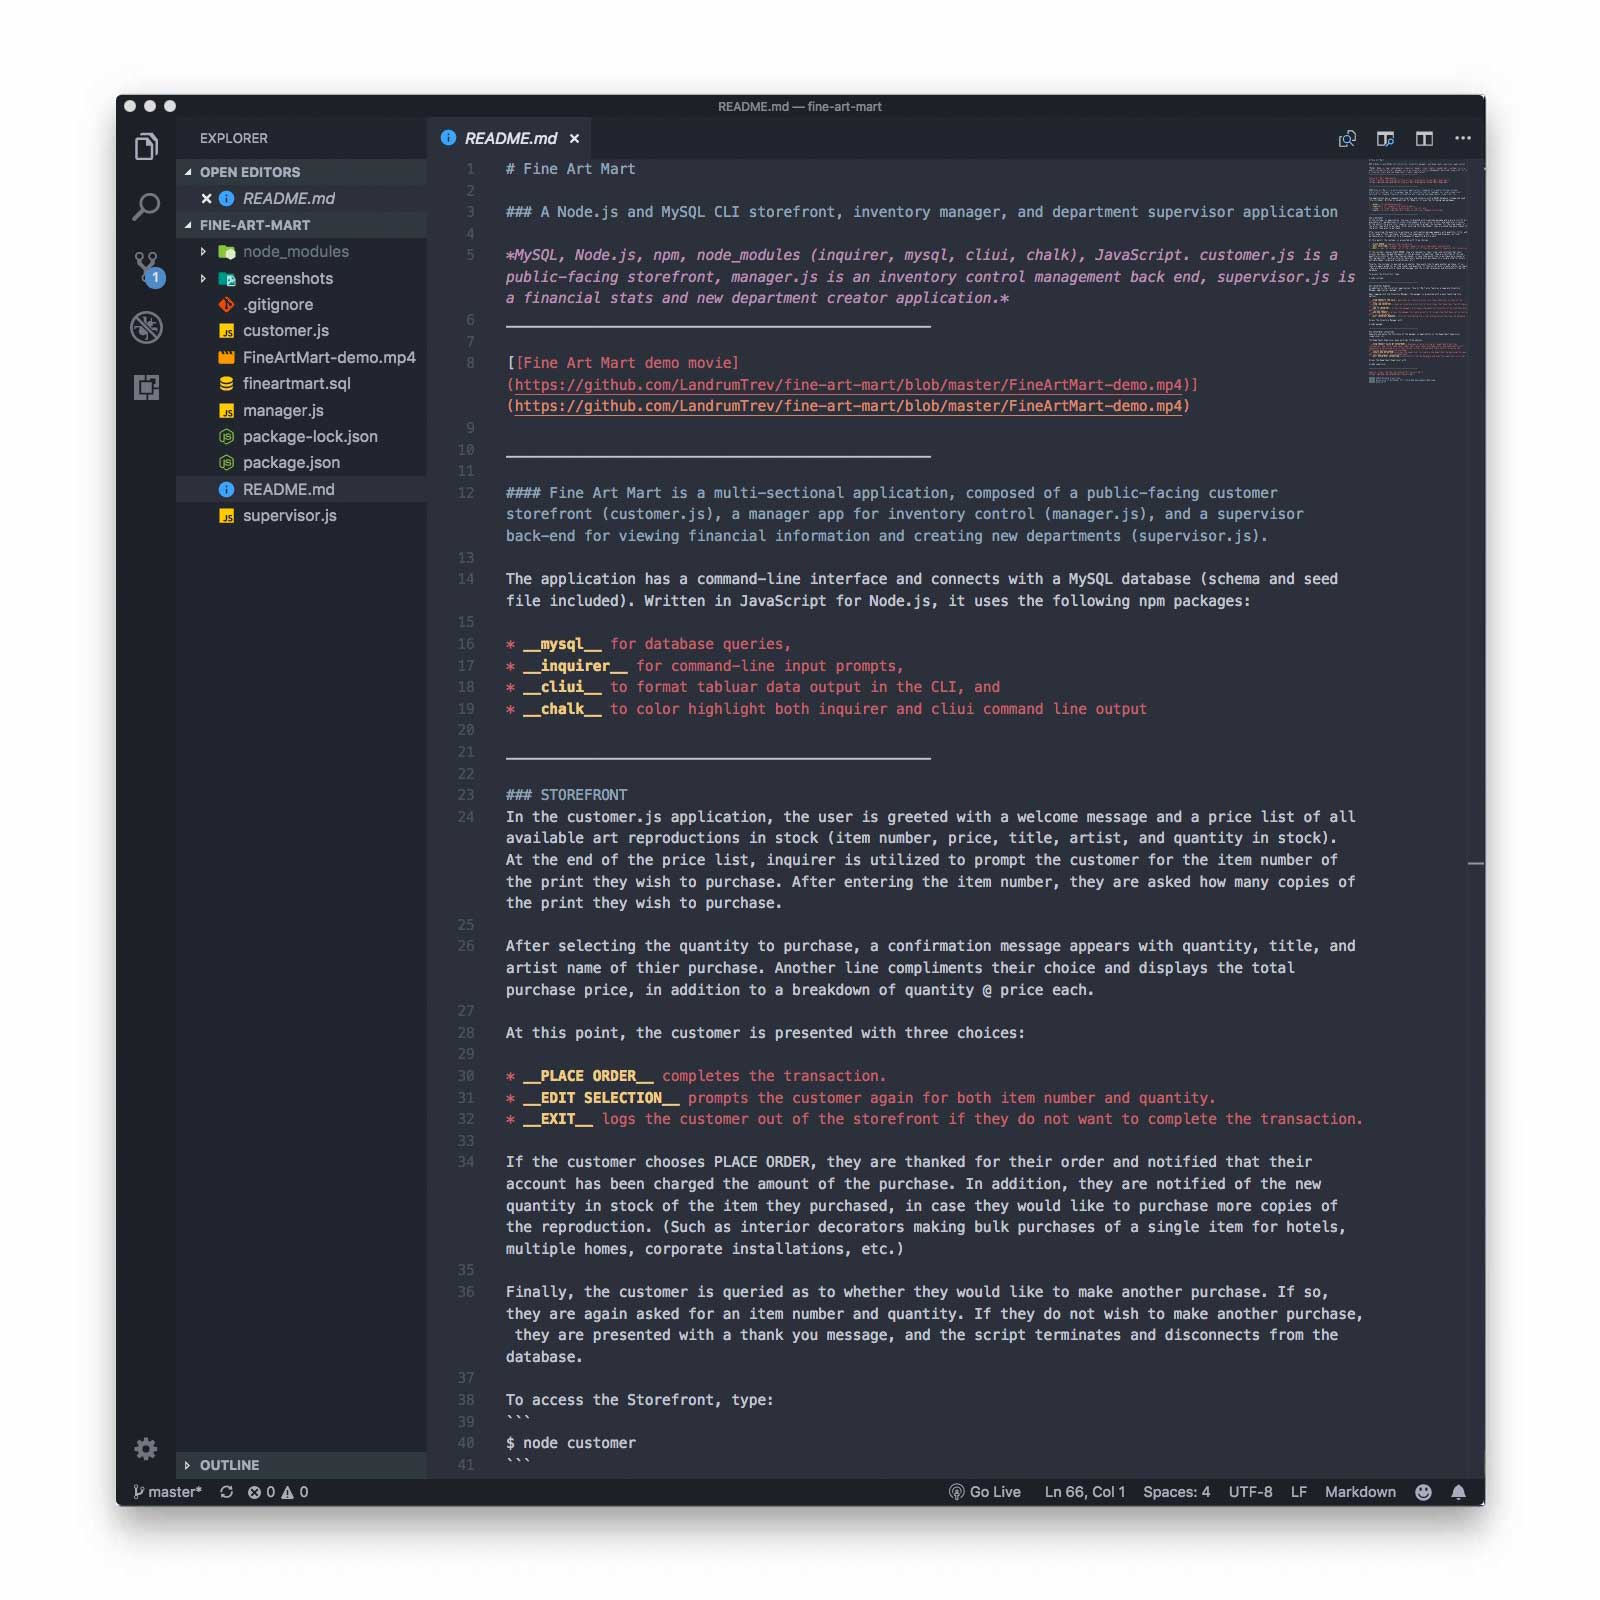 README.md — fine-art-mart
EXPLORER
OPEN EDITORS
README.md
FINE-ART-MART
node_modules
screenshots
.gitignore
customer.js
FineArtMart-demo.mp4
fineartmart.sql
manager.js
package-lock.json
package.json
README.md
supervisor.js
OUTLINE
1
README.md
1 # Fine Art Mart
2
3 ### A Node.js and MySQL CLI storefront, inventory manager, and department supervisor application
4
5 *MySQL, Node.js, npm, node_modules (inquirer, mysql, cliui, chalk), JavaScript. customer.js is a
public-facing storefront, manager.js is an inventory control management back end, supervisor.js is
a financial stats and new department creator application.*
6 _________________________________________________
7
8 [[Fine Art Mart demo movie]
(https://github.com/LandrumTrev/fine-art-mart/blob/master/FineArtMart-demo.mp4)]
(https://github.com/LandrumTrev/fine-art-mart/blob/master/FineArtMart-demo.mp4)
9
10 _________________________________________________
11
12 #### Fine Art Mart is a multi-sectional application, composed of a public-facing customer
storefront (customer.js), a manager app for inventory control (manager.js), and a supervisor
back-end for viewing financial information and creating new departments (supervisor.js).
13
14 The application has a command-line interface and connects with a MySQL database (schema and seed
file included). Written in JavaScript for Node.js, it uses the following npm packages:
15
16 * __mysql__ for database queries,
17 * __inquirer__ for command-line input prompts,
18 * __cliui__ to format tabluar data output in the CLI, and
19 * __chalk__ to color highlight both inquirer and cliui command line output
20
21 _________________________________________________
22
23 ### STOREFRONT
24 In the customer.js application, the user is greeted with a welcome message and a price list of all
available art reproductions in stock (item number, price, title, artist, and quantity in stock).
At the end of the price list, inquirer is utilized to prompt the customer for the item number of
the print they wish to purchase. After entering the item number, they are asked how many copies of
the print they wish to purchase.
25
26 After selecting the quantity to purchase, a confirmation message appears with quantity, title, and
artist name of thier purchase. Another line compliments their choice and displays the total
purchase price, in addition to a breakdown of quantity @ price each.
27
28 At this point, the customer is presented with three choices:
29
30 * __PLACE ORDER__ completes the transaction.
31 * __EDIT SELECTION__ prompts the customer again for both item number and quantity.
32 * __EXIT__ logs the customer out of the storefront if they do not want to complete the transaction.
33
34 If the customer chooses PLACE ORDER, they are thanked for their order and notified that their
account has been charged the amount of the purchase. In addition, they are notified of the new
quantity in stock of the item they purchased, in case they would like to purchase more copies of
the reproduction. (Such as interior decorators making bulk purchases of a single item for hotels,
multiple homes, corporate installations, etc.)
35
36 Finally, the customer is queried as to whether they would like to make another purchase. If so,
they are again asked for an item number and quantity. If they do not wish to make another purchase,
they are presented with a thank you message, and the script terminates and disconnects from the
database.
37
38 To access the Storefront, type:
39 ```
40 $ node customer
41 ```
master* 0 0 Go Live Ln 66, Col 1 Spaces: 4 UTF-8 LF Markdown